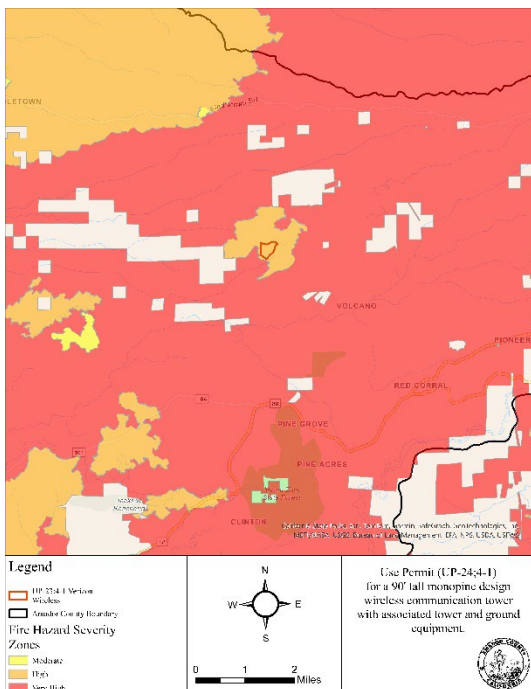 LETOWN
VOLCANO
PIONEER
RED CORRAL
88
PINE GROVE
PINE ACRES
CLINTON
Legend
UP-23;4-1 Verizon
Wireless
Amador County Boundary
Fire Hazard Severity
Zones
Moderate
High
Very High
N
W E
S
0 1 2
Miles
Use Permit (UP-24;4-1)
for a 90' tall monopine design
wireless communication tower
with associated tower and ground
equipment.